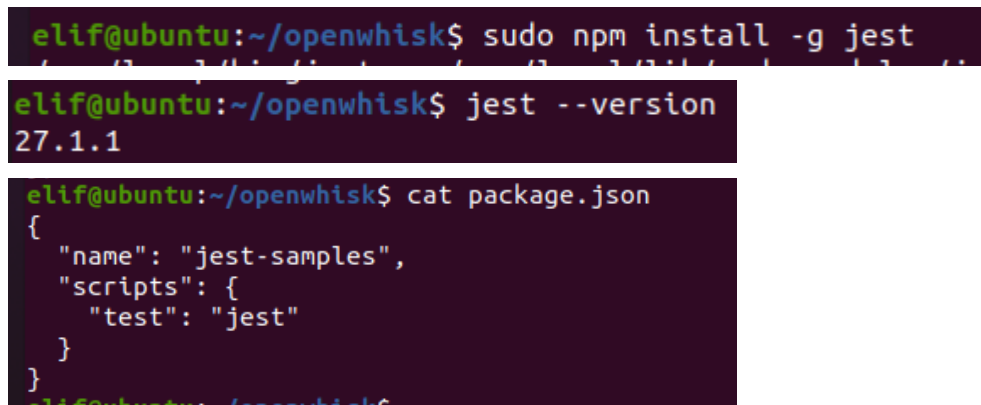 elif@ubuntu:~/openwhisk$ sudo npm install -g jest
elif@ubuntu:~/openwhisk$ jest --version
27.1.1
elif@ubuntu:~/openwhisk$ cat package.json
{
  "name": "jest-samples",
  "scripts": {
    "test": "jest"
  }
}